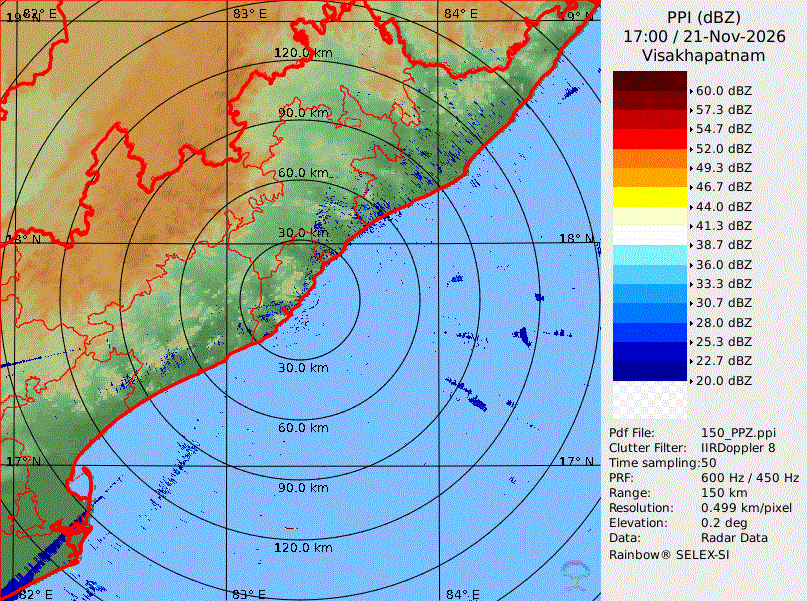 82° E 83° E 84° E
19° N 19° N
120.0 km
90.0 km
60.0 km
30.0 km
18° N 18° N
30.0 km
60.0 km
17° N 17° N
90.0 km
120.0 km
82° E 83° E 84° E
PPI (dBZ)
17:00 / 21-Nov-2026
Visakhapatnam
60.0 dBZ
57.3 dBZ
54.7 dBZ
52.0 dBZ
49.3 dBZ
46.7 dBZ
44.0 dBZ
41.3 dBZ
38.7 dBZ
36.0 dBZ
33.3 dBZ
30.7 dBZ
28.0 dBZ
25.3 dBZ
22.7 dBZ
20.0 dBZ
Pdf File: 150_PPZ.ppi
Clutter Filter: IIRDoppler 8
Time sampling:50
PRF: 600 Hz / 450 Hz
Range: 150 km
Resolution: 0.499 km/pixel
Elevation: 0.2 deg
Data: Radar Data
Rainbow® SELEX-SI